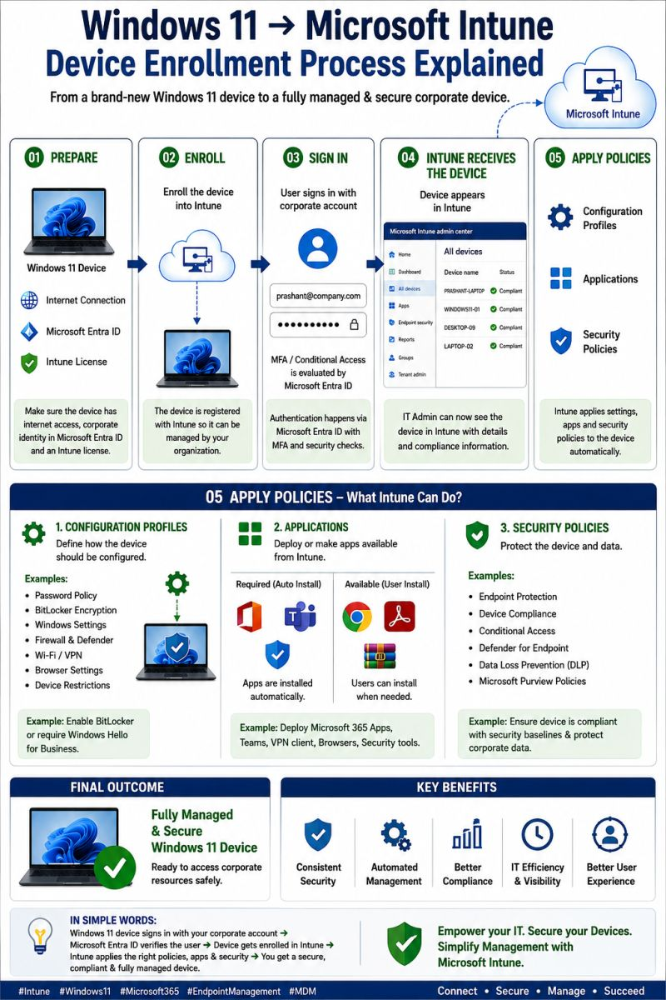 Windows 11 → Microsoft Intune
Device Enrollment Process Explained
From a brand-new Windows 11 device to a fully managed & secure corporate device.
Microsoft Intune
01 PREPARE
Windows 11 Device
Internet Connection
Microsoft Entra ID
Intune License
Make sure the device has
internet access, corporate
identity in Microsoft Entra ID
and an Intune license.
02 ENROLL
Enroll the device
into Intune
The device is registered
with Intune so it can be
managed by your
organization.
03 SIGN IN
User signs in with
corporate account
prashant@company.com
MFA / Conditional Access
is evaluated by
Microsoft Entra ID
Authentication happens via
Microsoft Entra ID with
MFA and security checks.
04 INTUNE RECEIVES
THE DEVICE
Device appears
in Intune
Microsoft Intune admin center
Home
Dashboard
All devices
Apps
Endpoint security
Reports
Groups
Tenant admin
All devices
Device name Status
PRASHANT-LAPTOP Compliant
WINDOWS11-01 Compliant
DESKTOP-09 Compliant
LAPTOP-02 Compliant
IT Admin can now see the
device in Intune with details
and compliance information.
05 APPLY POLICIES
Configuration
Profiles
Applications
Security
Policies
Intune applies settings,
apps and security
policies to the device
automatically.
05 APPLY POLICIES – What Intune Can Do?
1. CONFIGURATION PROFILES
Define how the device
should be configured.
Examples:
• Password Policy
• BitLocker Encryption
• Windows Settings
• Firewall & Defender
• Wi-Fi / VPN
• Browser Settings
• Device Restrictions
Example: Enable BitLocker
or require Windows Hello
for Business.
2. APPLICATIONS
Deploy or make apps available
from Intune.
Required (Auto Install)
Apps are installed
automatically.
Available (User Install)
Users can install
when needed.
Example: Deploy Microsoft 365 Apps,
Teams, VPN client, Browsers, Security tools.
3. SECURITY POLICIES
Protect the device and data.
Examples:
• Endpoint Protection
• Device Compliance
• Conditional Access
• Defender for Endpoint
• Data Loss Prevention (DLP)
• Microsoft Purview Policies
Example: Ensure device is compliant
with security baselines & protect
corporate data.
FINAL OUTCOME
Fully Managed
& Secure
Windows 11 Device
Ready to access corporate
resources safely.
KEY BENEFITS
Consistent
Security
Automated
Management
Better
Compliance
IT Efficiency
& Visibility
Better User
Experience
IN SIMPLE WORDS:
Windows 11 device signs in with your corporate account →
Microsoft Entra ID verifies the user → Device gets enrolled in Intune →
Intune applies the right policies, apps & security → You get a secure,
compliant & fully managed device.
Empower your IT. Secure your Devices.
Simplify Management with
Microsoft Intune.
#Intune #Windows11 #Microsoft365 #EndpointManagement #MDM
Connect • Secure • Manage • Succeed